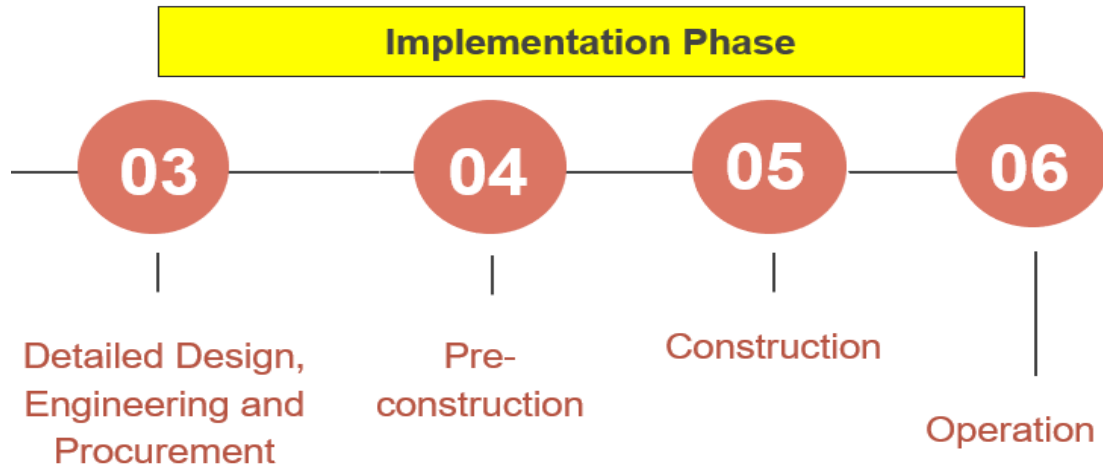 Implementation Phase
03
04
05
06
Detailed Design,
Engineering and
Procurement
Pre-
construction
Construction
Operation